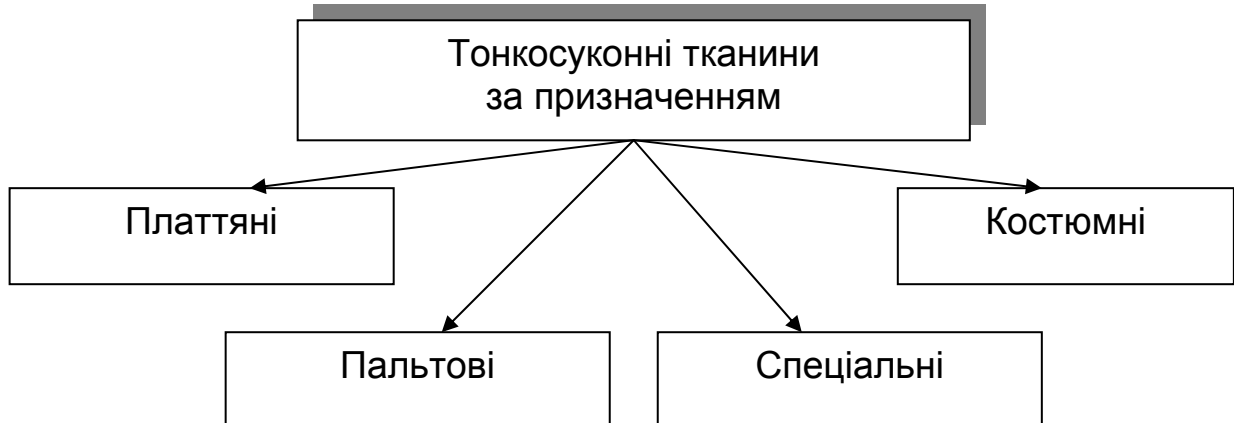 Тонкосуконні тканини
за призначенням
Платтяні
Костюмні
Пальтові
Спеціальні